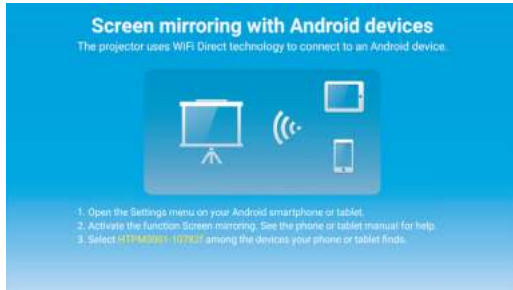 Screen mirroring with Android devices
The projector uses WiFi Direct technology to connect to an Android device.
1. Open the Settings menu on your Android smartphone or tablet.
2. Activate the function Screen mirroring. See the phone or tablet manual for help.
3. Select among the devices your phone or tablet finds.